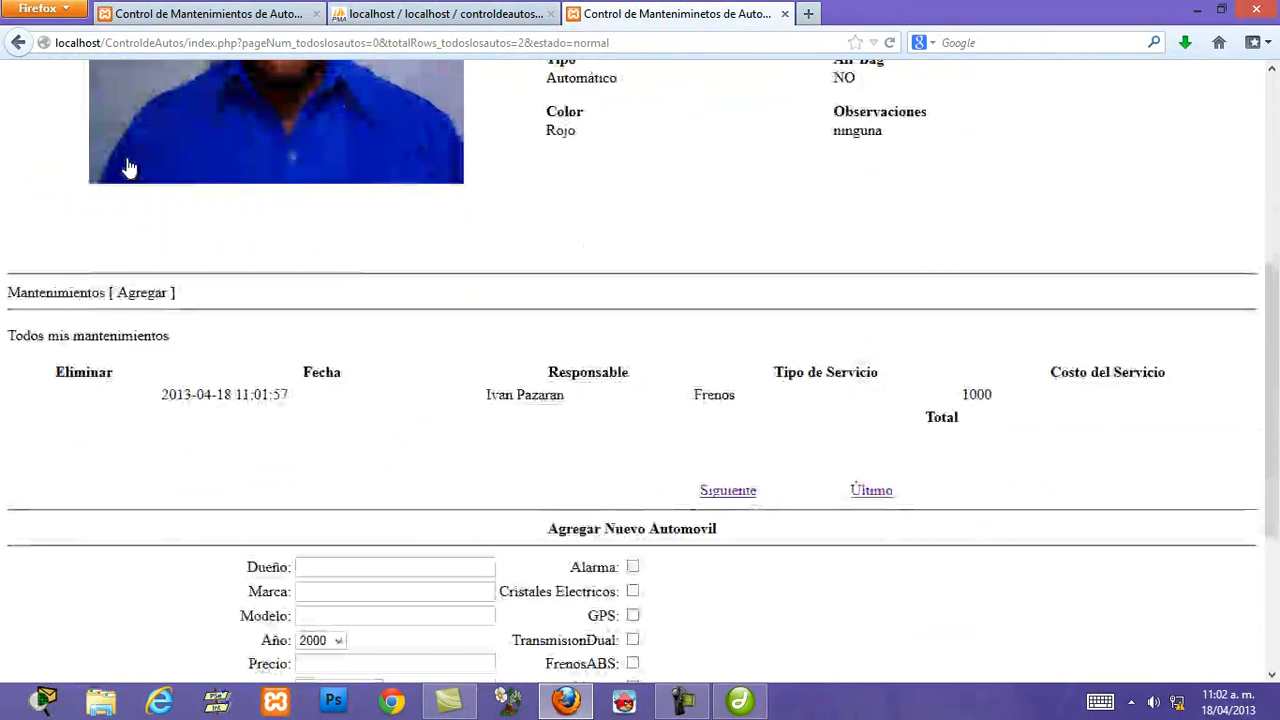 Firefox
Control de Mantenimientos de Auto...
localhost / localhost / controldeautos...
Control de Manteniminetos de Auto...
localhost/ControldeAutos/index.php?pageNum_todoslosautos=0&totalRows_todoslosautos=2&estado=normal
Google
Tipo
Air Bag
Automático
NO
Color
Observaciones
Rojo
ninguna
Mantenimientos [ Agregar ]
Todos mis mantenimientos
Eliminar Fecha Responsable Tipo de Servicio Costo del Servicio
2013-04-18 11:01:57 Ivan Pazaran Frenos 1000
Total
Siguiente Último
Agregar Nuevo Automovil
Dueño: Alarma:
Marca: Cristales Electricos:
Modelo: GPS:
Año: 2000 TransmisionDual:
Precio: FrenosABS:
Ps
11:02 a. m.
18/04/2013